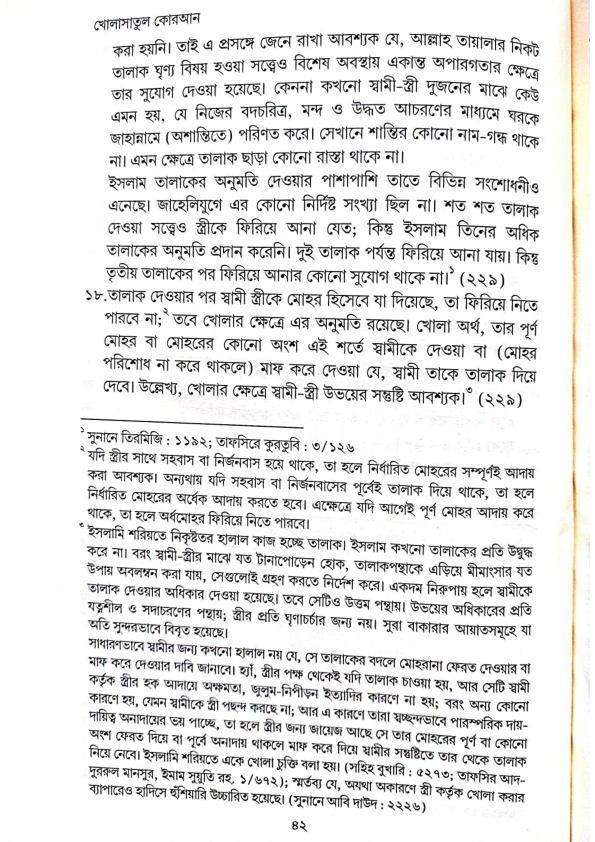 খোলাসাতুল কোরআন
করা হয়নি। তাই এ প্রসঙ্গে জেনে রাখা আবশ্যক যে, আল্লাহ তায়ালার নিকট
তালাক ঘৃণ্য বিষয় হওয়া সত্ত্বেও বিশেষ অবস্থায় একান্ত অপারগতার ক্ষেত্রে
তার সুযোগ দেওয়া হয়েছে। কেননা কখনো স্বামী-স্ত্রী দুজনের মাঝে কেউ
এমন হয়, যে নিজের বদচরিত্র, মন্দ ও উদ্ধত আচরণের মাধ্যমে ঘরকে
জাহান্নামে (অশান্তিতে) পরিণত করে। সেখানে শান্তির কোনো নাম-গন্ধ থাকে
না। এমন ক্ষেত্রে তালাক ছাড়া কোনো রাস্তা থাকে না।
ইসলাম তালাকের অনুমতি দেওয়ার পাশাপাশি তাতে বিভিন্ন সংশোধনীও
এনেছে। জাহেলিযুগে এর কোনো নির্দিষ্ট সংখ্যা ছিল না। শত শত তালাক
দেওয়া সত্ত্বেও স্ত্রীকে ফিরিয়ে আনা যেত; কিন্তু ইসলাম তিনের অধিক
তালাকের অনুমতি প্রদান করেনি। দুই তালাক পর্যন্ত ফিরিয়ে আনা যায়। কিন্তু
তৃতীয় তালাকের পর ফিরিয়ে আনার কোনো সুযোগ থাকে না।১ (২২৯)
১৮.তালাক দেওয়ার পর স্বামী স্ত্রীকে মোহর হিসেবে যা দিয়েছে, তা ফিরিয়ে নিতে
পারবে না;২ তবে খোলার ক্ষেত্রে এর অনুমতি রয়েছে। খোলা অর্থ, তার পূর্ণ
মোহর বা মোহরের কোনো অংশ এই শর্তে স্বামীকে দেওয়া বা (মোহর
পরিশোধ না করে থাকলে) মাফ করে দেওয়া যে, স্বামী তাকে তালাক দিয়ে
দেবে। উল্লেখ্য, খোলার ক্ষেত্রে স্বামী-স্ত্রী উভয়ের সন্তুষ্টি আবশ্যক।৩ (২২৯)
১ সুনানে তিরমিজি : ১১৯২; তাফসিরে কুরতুবি : ৩/১২৬
২ যদি স্ত্রীর সাথে সহবাস বা নির্জনবাস হয়ে থাকে, তা হলে নির্ধারিত মোহরের সম্পূর্ণই আদায়
করা আবশ্যক। অন্যথায় যদি সহবাস বা নির্জনবাসের পূর্বেই তালাক দিয়ে থাকে, তা হলে
নির্ধারিত মোহরের অর্ধেক আদায় করতে হবে। এক্ষেত্রে যদি আগেই পূর্ণ মোহর আদায় করে
থাকে, তা হলে অর্ধমোহর ফিরিয়ে নিতে পারবে।
৩ ইসলামি শরিয়তে নিকৃষ্টতর হালাল কাজ হচ্ছে তালাক। ইসলাম কখনো তালাকের প্রতি উদ্বুদ্ধ
করে না। বরং স্বামী-স্ত্রীর মাঝে যত টানাপোড়েন হোক, তালাকপন্থাকে এড়িয়ে মীমাংসার যত
উপায় অবলম্বন করা যায়, সেগুলোই গ্রহণ করতে নির্দেশ করে। একদম নিরুপায় হলে স্বামীকে
তালাক দেওয়ার অধিকার দেওয়া হয়েছে। তবে সেটিও উত্তম পন্থায়। উভয়ের অধিকারের প্রতি
যত্নশীল ও সদাচরণের পন্থায়; স্ত্রীর প্রতি ঘৃণাচর্চার জন্য নয়। সুরা বাকারার আয়াতসমূহে যা
অতি সুন্দরভাবে বিবৃত হয়েছে।
সাধারণভাবে স্বামীর জন্য কখনো হালাল নয় যে, সে তালাকের বদলে মোহরানা ফেরত দেওয়ার বা
মাফ করে দেওয়ার দাবি জানাবে। হ্যাঁ, স্ত্রীর পক্ষ থেকেই যদি তালাক চাওয়া হয়, আর সেটি স্বামী
কর্তৃক স্ত্রীর হক আদায়ে অক্ষমতা, জুলুম-নিপীড়ন ইত্যাদির কারণে না হয়; বরং অন্য কোনো
কারণে হয়, যেমন স্বামীকে স্ত্রী পছন্দ করছে না; আর এ কারণে তারা স্বচ্ছন্দভাবে পারস্পরিক দায়-
দায়িত্ব অনাদায়ের ভয় পাচ্ছে, তা হলে স্ত্রীর জন্য জায়েজ আছে সে তার মোহরের পূর্ণ বা কোনো
অংশ ফেরত দিয়ে বা পূর্বে অনাদায় থাকলে মাফ করে দিয়ে স্বামীর সন্তুষ্টিতে তার থেকে তালাক
নিয়ে নেবে। ইসলামি শরিয়তে একে খোলা চুক্তি বলা হয়। (সহিহ বুখারি : ৫২৭৩; তাফসির আদ-
দুররুল মানসুর, ইমাম সুয়ুতি রহ. ১/৬৭২); স্মর্তব্য যে, অযথা অকারণে স্ত্রী কর্তৃক খোলা করার
ব্যাপারেও হাদিসে হুঁশিয়ারি উচ্চারিত হয়েছে। (সুনানে আবি দাউদ : ২২২৬)
৪২